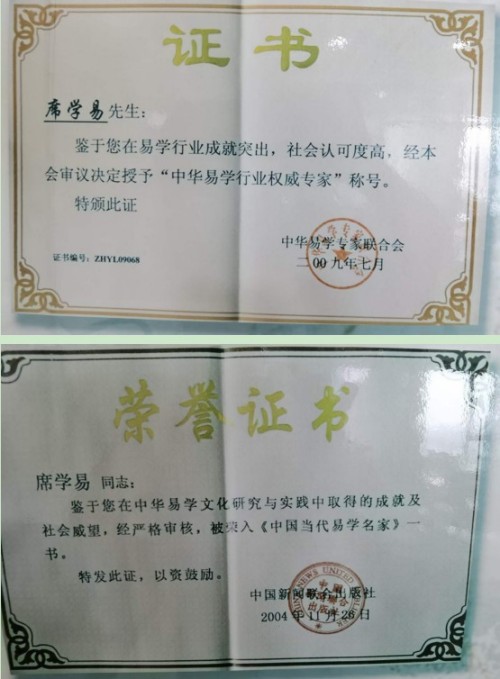 证书
席学易先生：
鉴于您在易学行业成就突出，社会认可度高，经本
会审议决定授予“中华易学行业权威专家”称号。
特颁此证
中华易学专家联合会
二00九年七月
证书编号：ZHYL09068
荣誉证书
席学易 同志：
鉴于您在中华易学文化研究与实践中取得的成就及
社会威望，经严格审核，被荣入《中国当代易学名家》一
书。
特发此证，以资鼓励。
中国新闻联合出版社
2004年11月26日